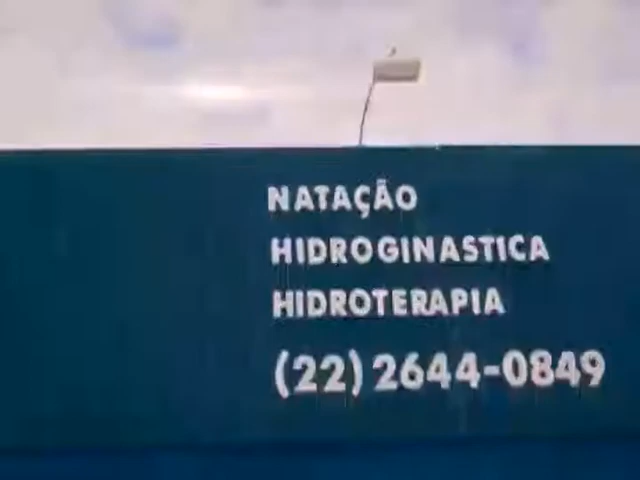 NATAÇÃO
HIDROGINASTICA
HIDROTERAPIA
(22) 2644-0849